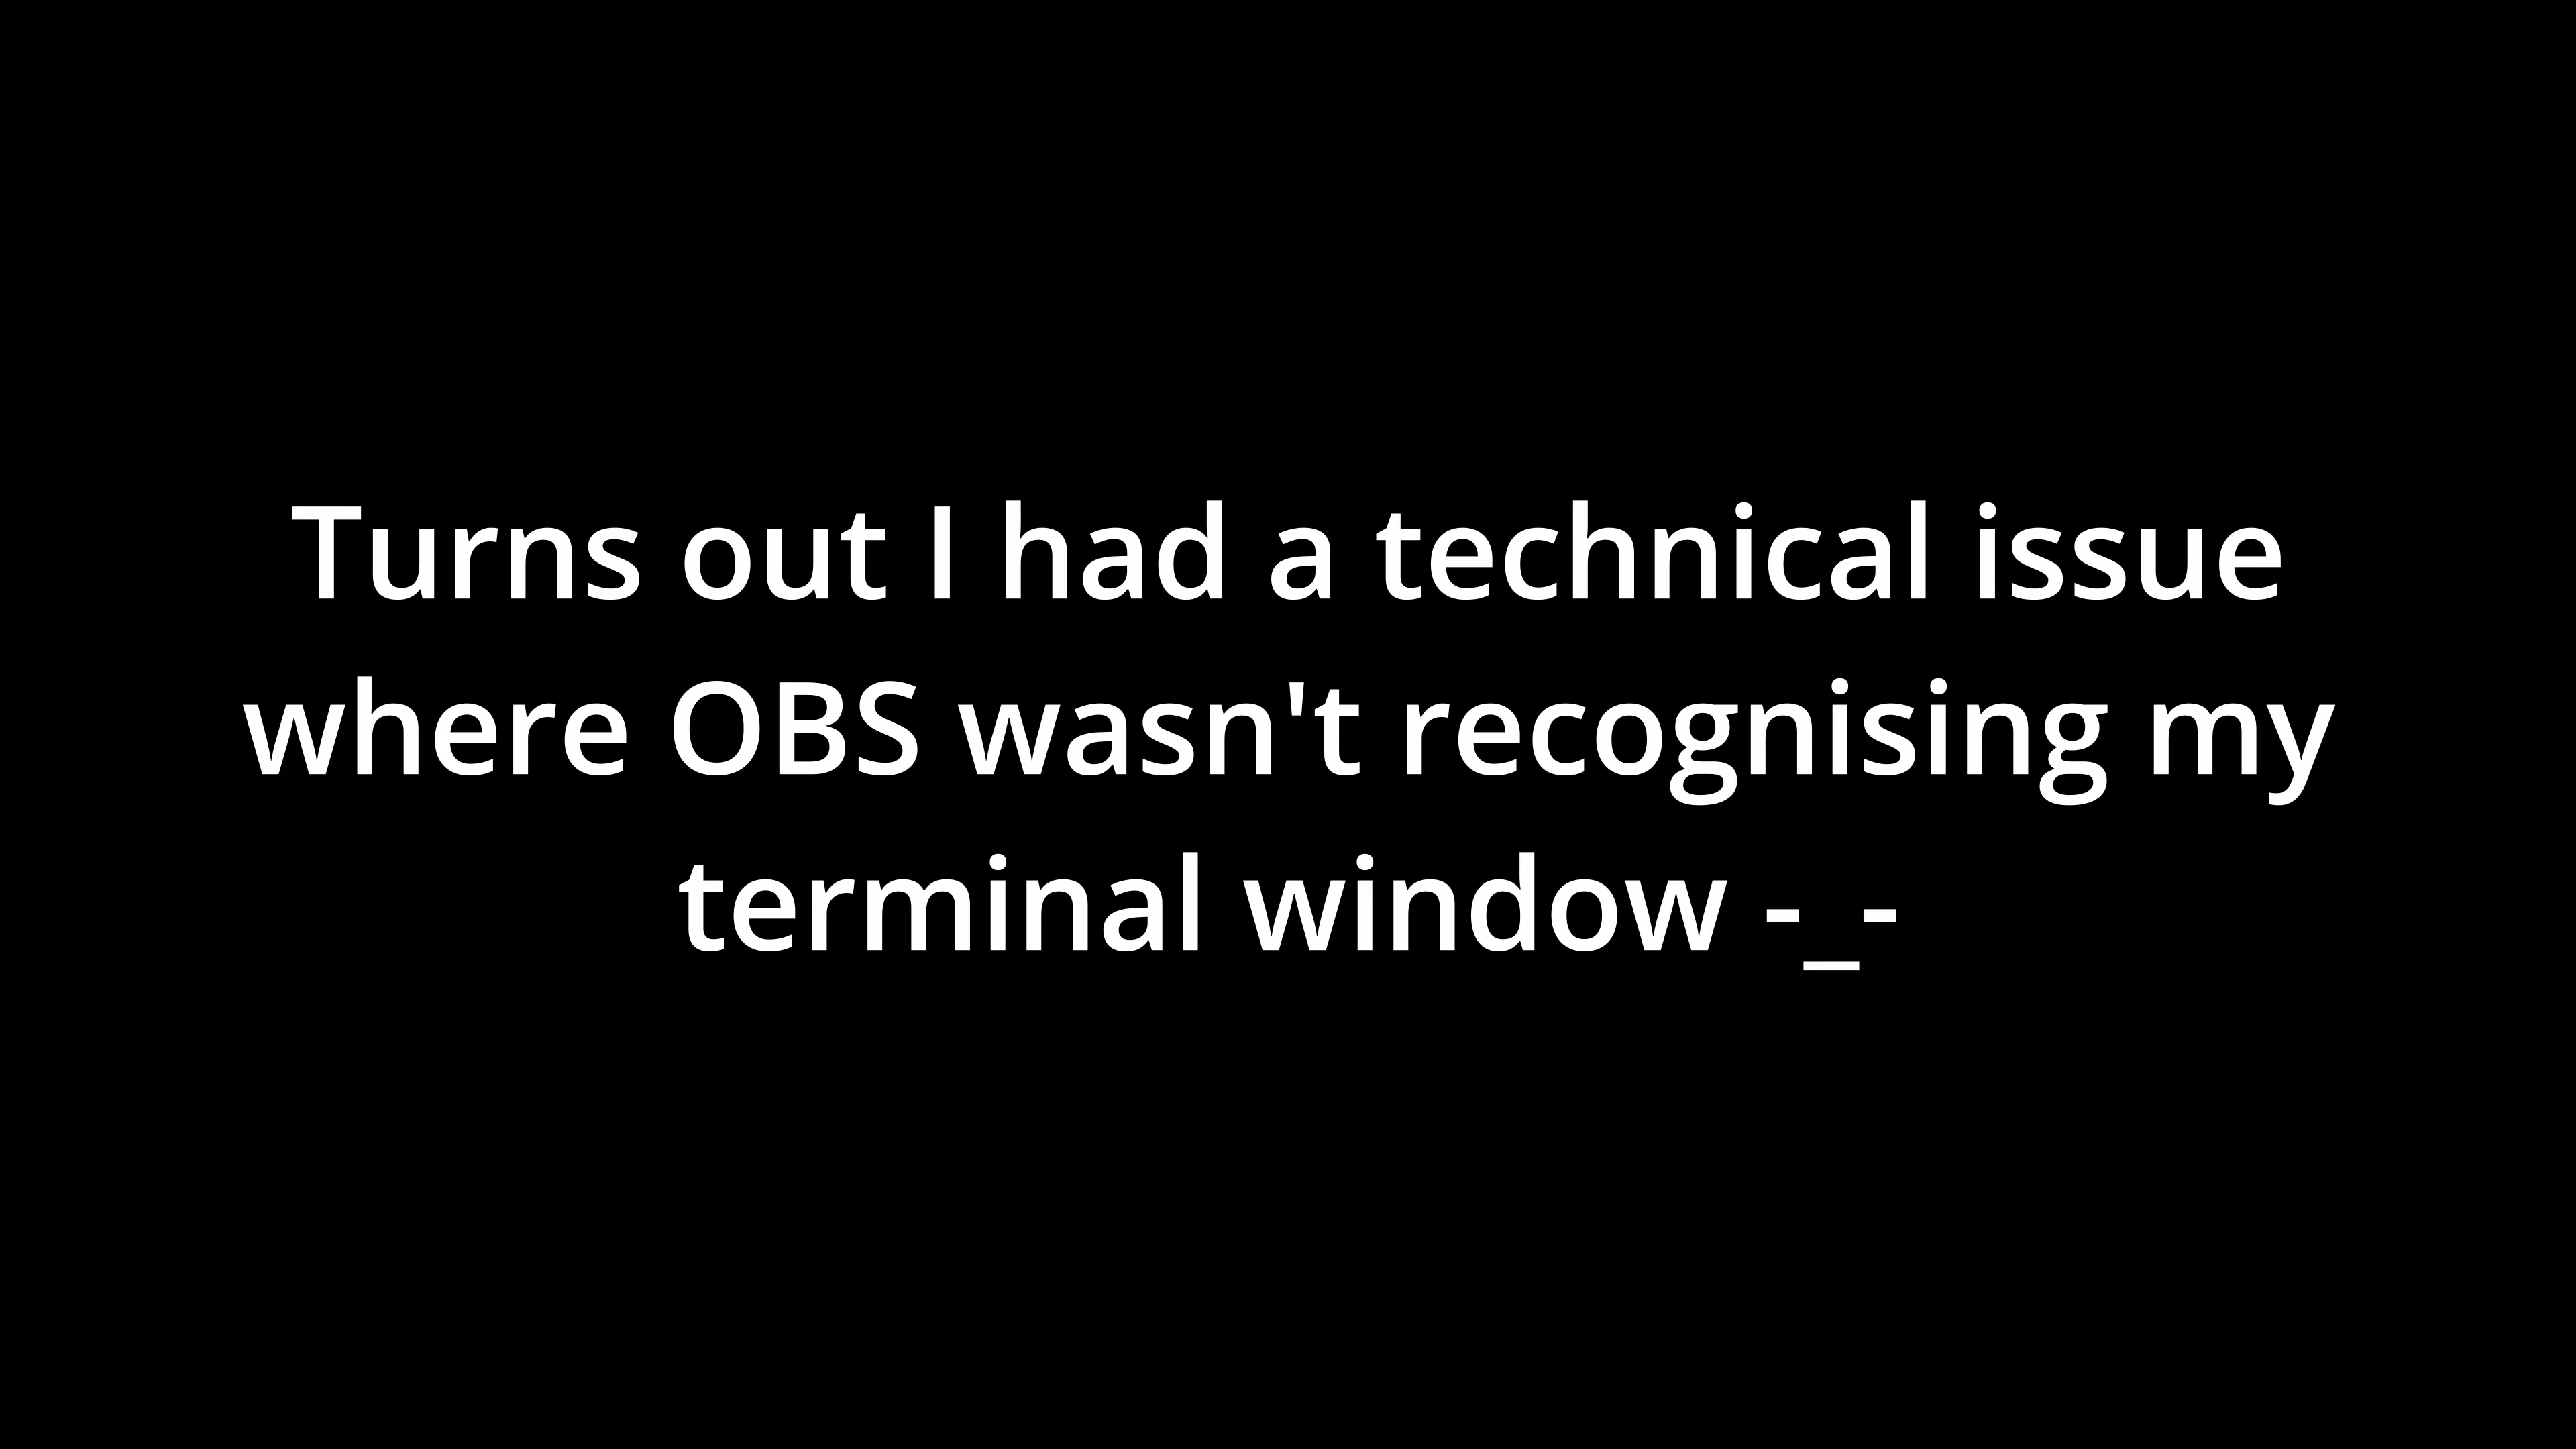 Turns out I had a technical issue
where OBS wasn't recognising my
terminal window -_-